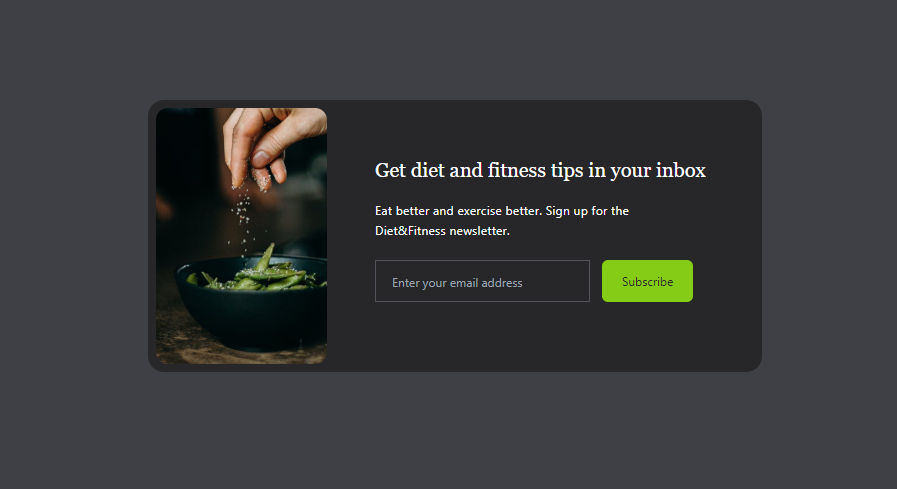 Get diet and fitness tips in your inbox
Eat better and exercise better. Sign up for the
Diet&Fitness newsletter.
Enter your email address
Subscribe